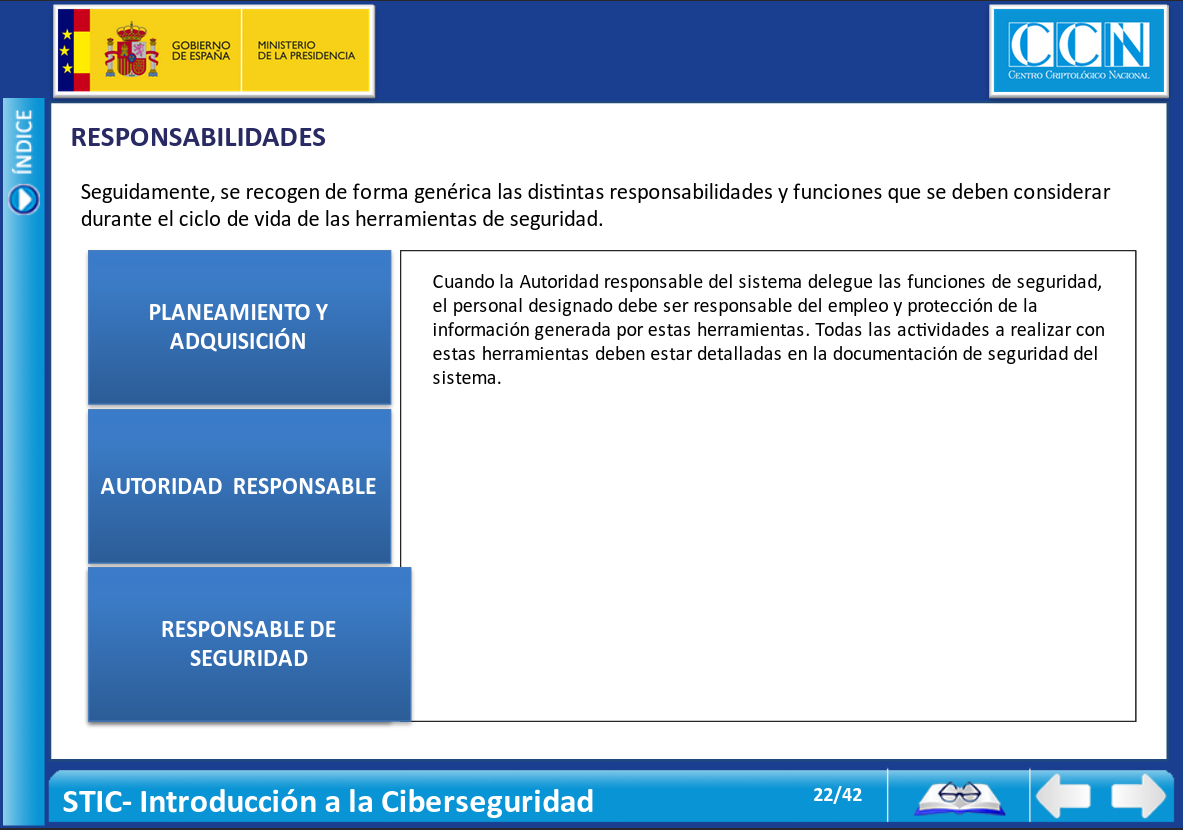 GOBIERNO
DE ESPAÑA
MINISTERIO
DE LA PRESIDENCIA
CCN
CENTRO CRIPTOLÓGICO NACIONAL
ÍNDICE
RESPONSABILIDADES
Seguidamente, se recogen de forma genérica las distintas responsabilidades y funciones que se deben considerar
durante el ciclo de vida de las herramientas de seguridad.
PLANEAMIENTO Y
ADQUISICIÓN
AUTORIDAD RESPONSABLE
RESPONSABLE DE
SEGURIDAD
Cuando la Autoridad responsable del sistema delegue las funciones de seguridad,
el personal designado debe ser responsable del empleo y protección de la
información generada por estas herramientas. Todas las actividades a realizar con
estas herramientas deben estar detalladas en la documentación de seguridad del
sistema.
STIC- Introducción a la Ciberseguridad
22/42